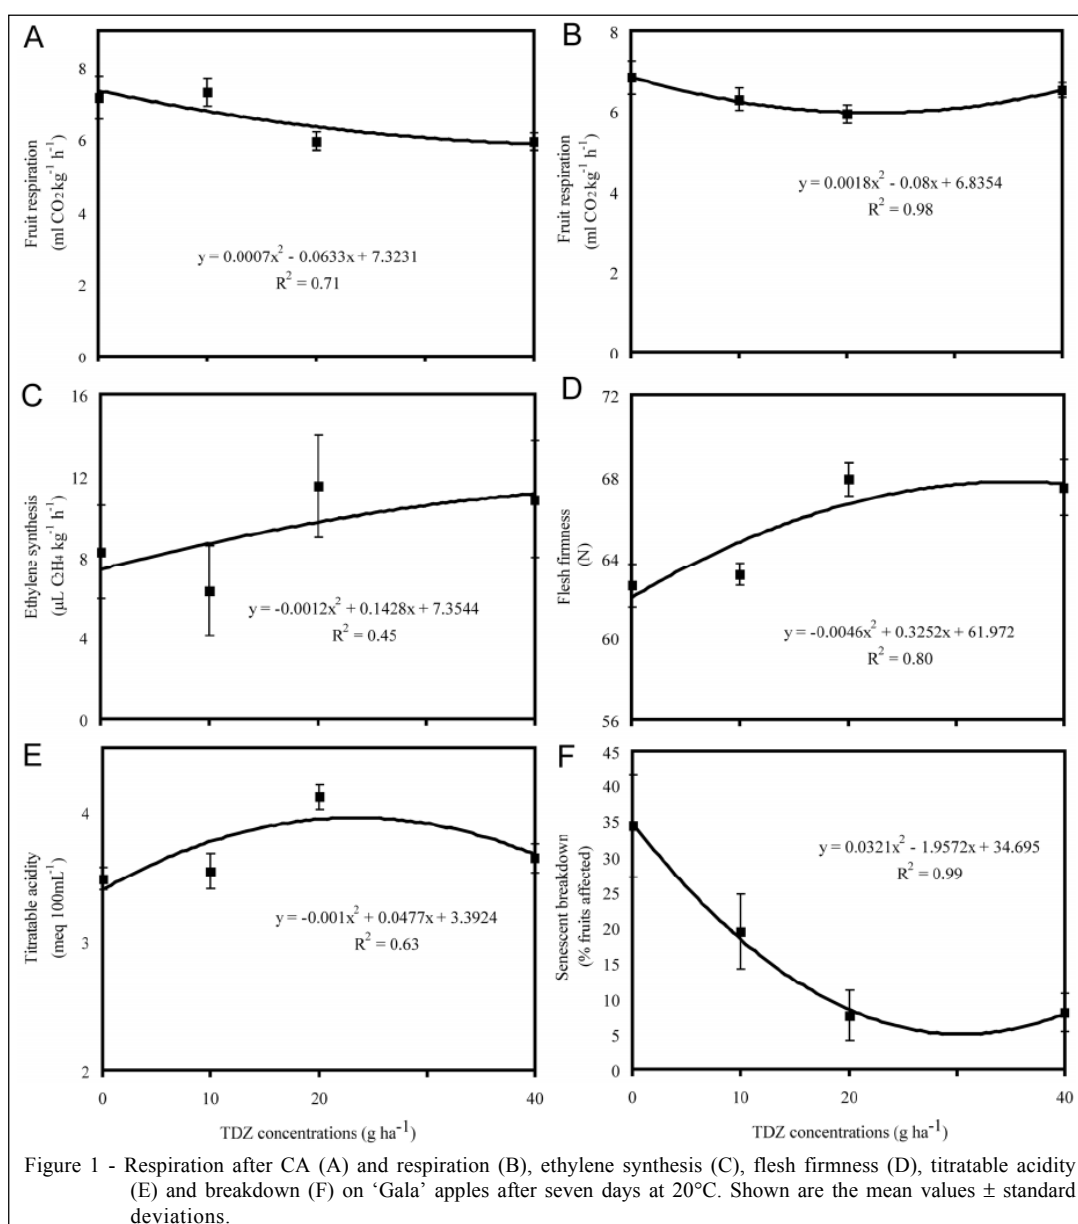 A
8
6
4
2
0
Fruit respiration
(ml CO2 kg⁻¹ h⁻¹)
y = 0.0007x² - 0.0633x + 7.3231
R² = 0.71
B
8
6
4
2
0
Fruit respiration
(ml CO2 kg⁻¹ h⁻¹)
y = 0.0018x² - 0.08x + 6.8354
R² = 0.98
C
16
12
8
4
0
Ethylene synthesis
(µL C2H4 kg⁻¹ h⁻¹)
y = -0.0012x² + 0.1428x + 7.3544
R² = 0.45
D
72
68
64
60
56
Flesh firmness
(N)
y = -0.0046x² + 0.3252x + 61.972
R² = 0.80
E
4
3
2
Titratable acidity
(meq 100mL⁻¹)
y = -0.001x² + 0.0477x + 3.3924
R² = 0.63
0 10 20 40
TDZ concentrations (g ha⁻¹)
F
45
40
35
30
25
20
15
10
5
0
Senescent breakdown
(% fruits affected)
y = 0.0321x² - 1.9572x + 34.695
R² = 0.99
0 10 20 40
TDZ concentrations (g ha⁻¹)
Figure 1 - Respiration after CA (A) and respiration (B), ethylene synthesis (C), flesh firmness (D), titratable acidity
(E) and breakdown (F) on ‘Gala’ apples after seven days at 20°C. Shown are the mean values ± standard
deviations.